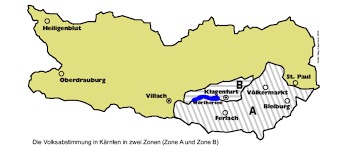 Heiligenblut
Oberdrauburg
Villach
Klagenfurt
B
St. Paul
Völkermarkt
Wörthersee
A
Bleiburg
Ferlach
Die Volksabstimmung in Kärnten in zwei Zonen (Zone A und Zone B)